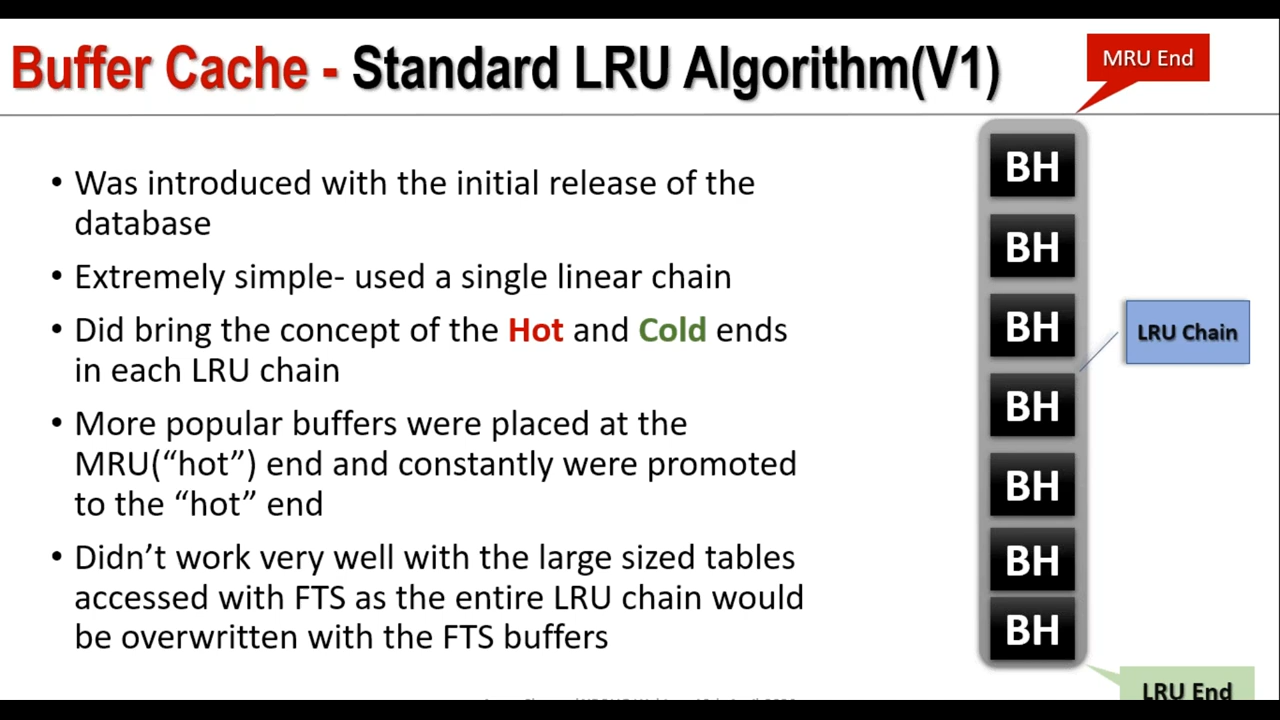 Buffer Cache - Standard LRU Algorithm(V1)
MRU End
• Was introduced with the initial release of the
database
• Extremely simple- used a single linear chain
• Did bring the concept of the Hot and Cold ends
in each LRU chain
• More popular buffers were placed at the
MRU("hot") end and constantly were promoted
to the "hot" end
• Didn't work very well with the large sized tables
accessed with FTS as the entire LRU chain would
be overwritten with the FTS buffers
BH
BH
BH
BH
BH
BH
BH
LRU Chain
LRU End